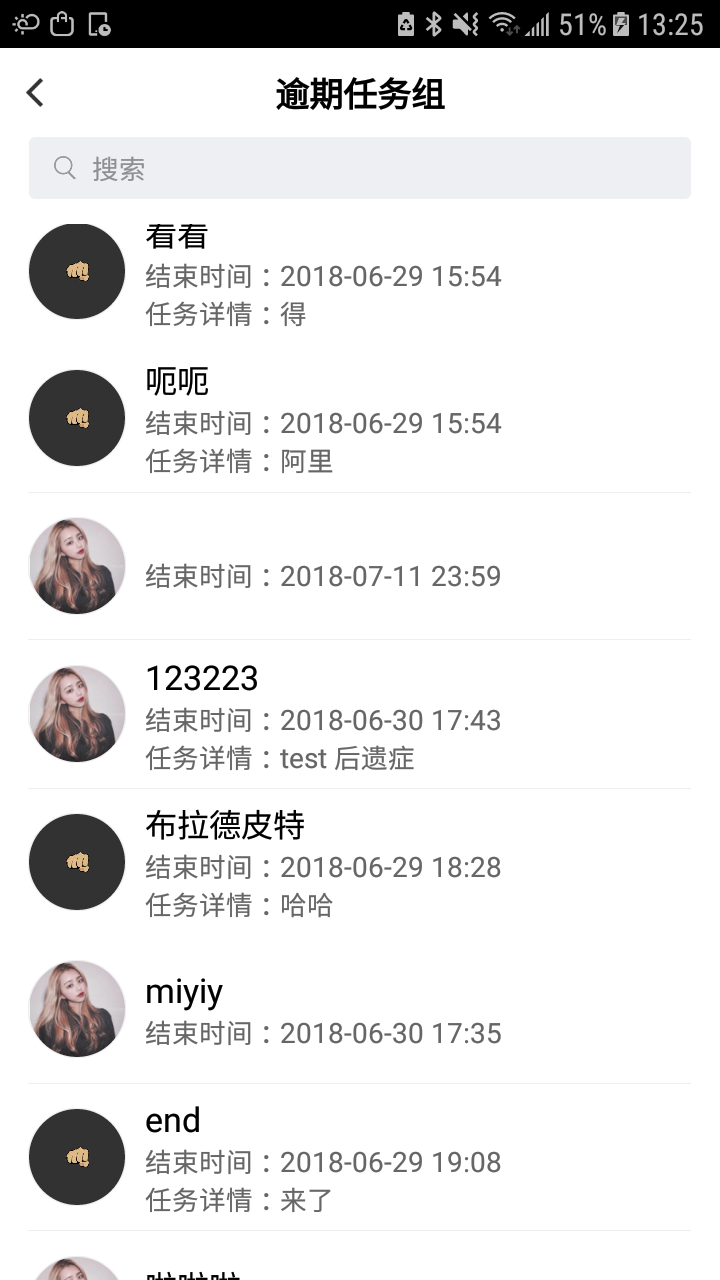 51% 13:25
逾期任务组
搜索
看看
结束时间：2018-06-29 15:54
任务详情：得
呃呃
结束时间：2018-06-29 15:54
任务详情：阿里
结束时间：2018-07-11 23:59
123223
结束时间：2018-06-30 17:43
任务详情：test 后遗症
布拉德皮特
结束时间：2018-06-29 18:28
任务详情：哈哈
miyiy
结束时间：2018-06-30 17:35
end
结束时间：2018-06-29 19:08
任务详情：来了